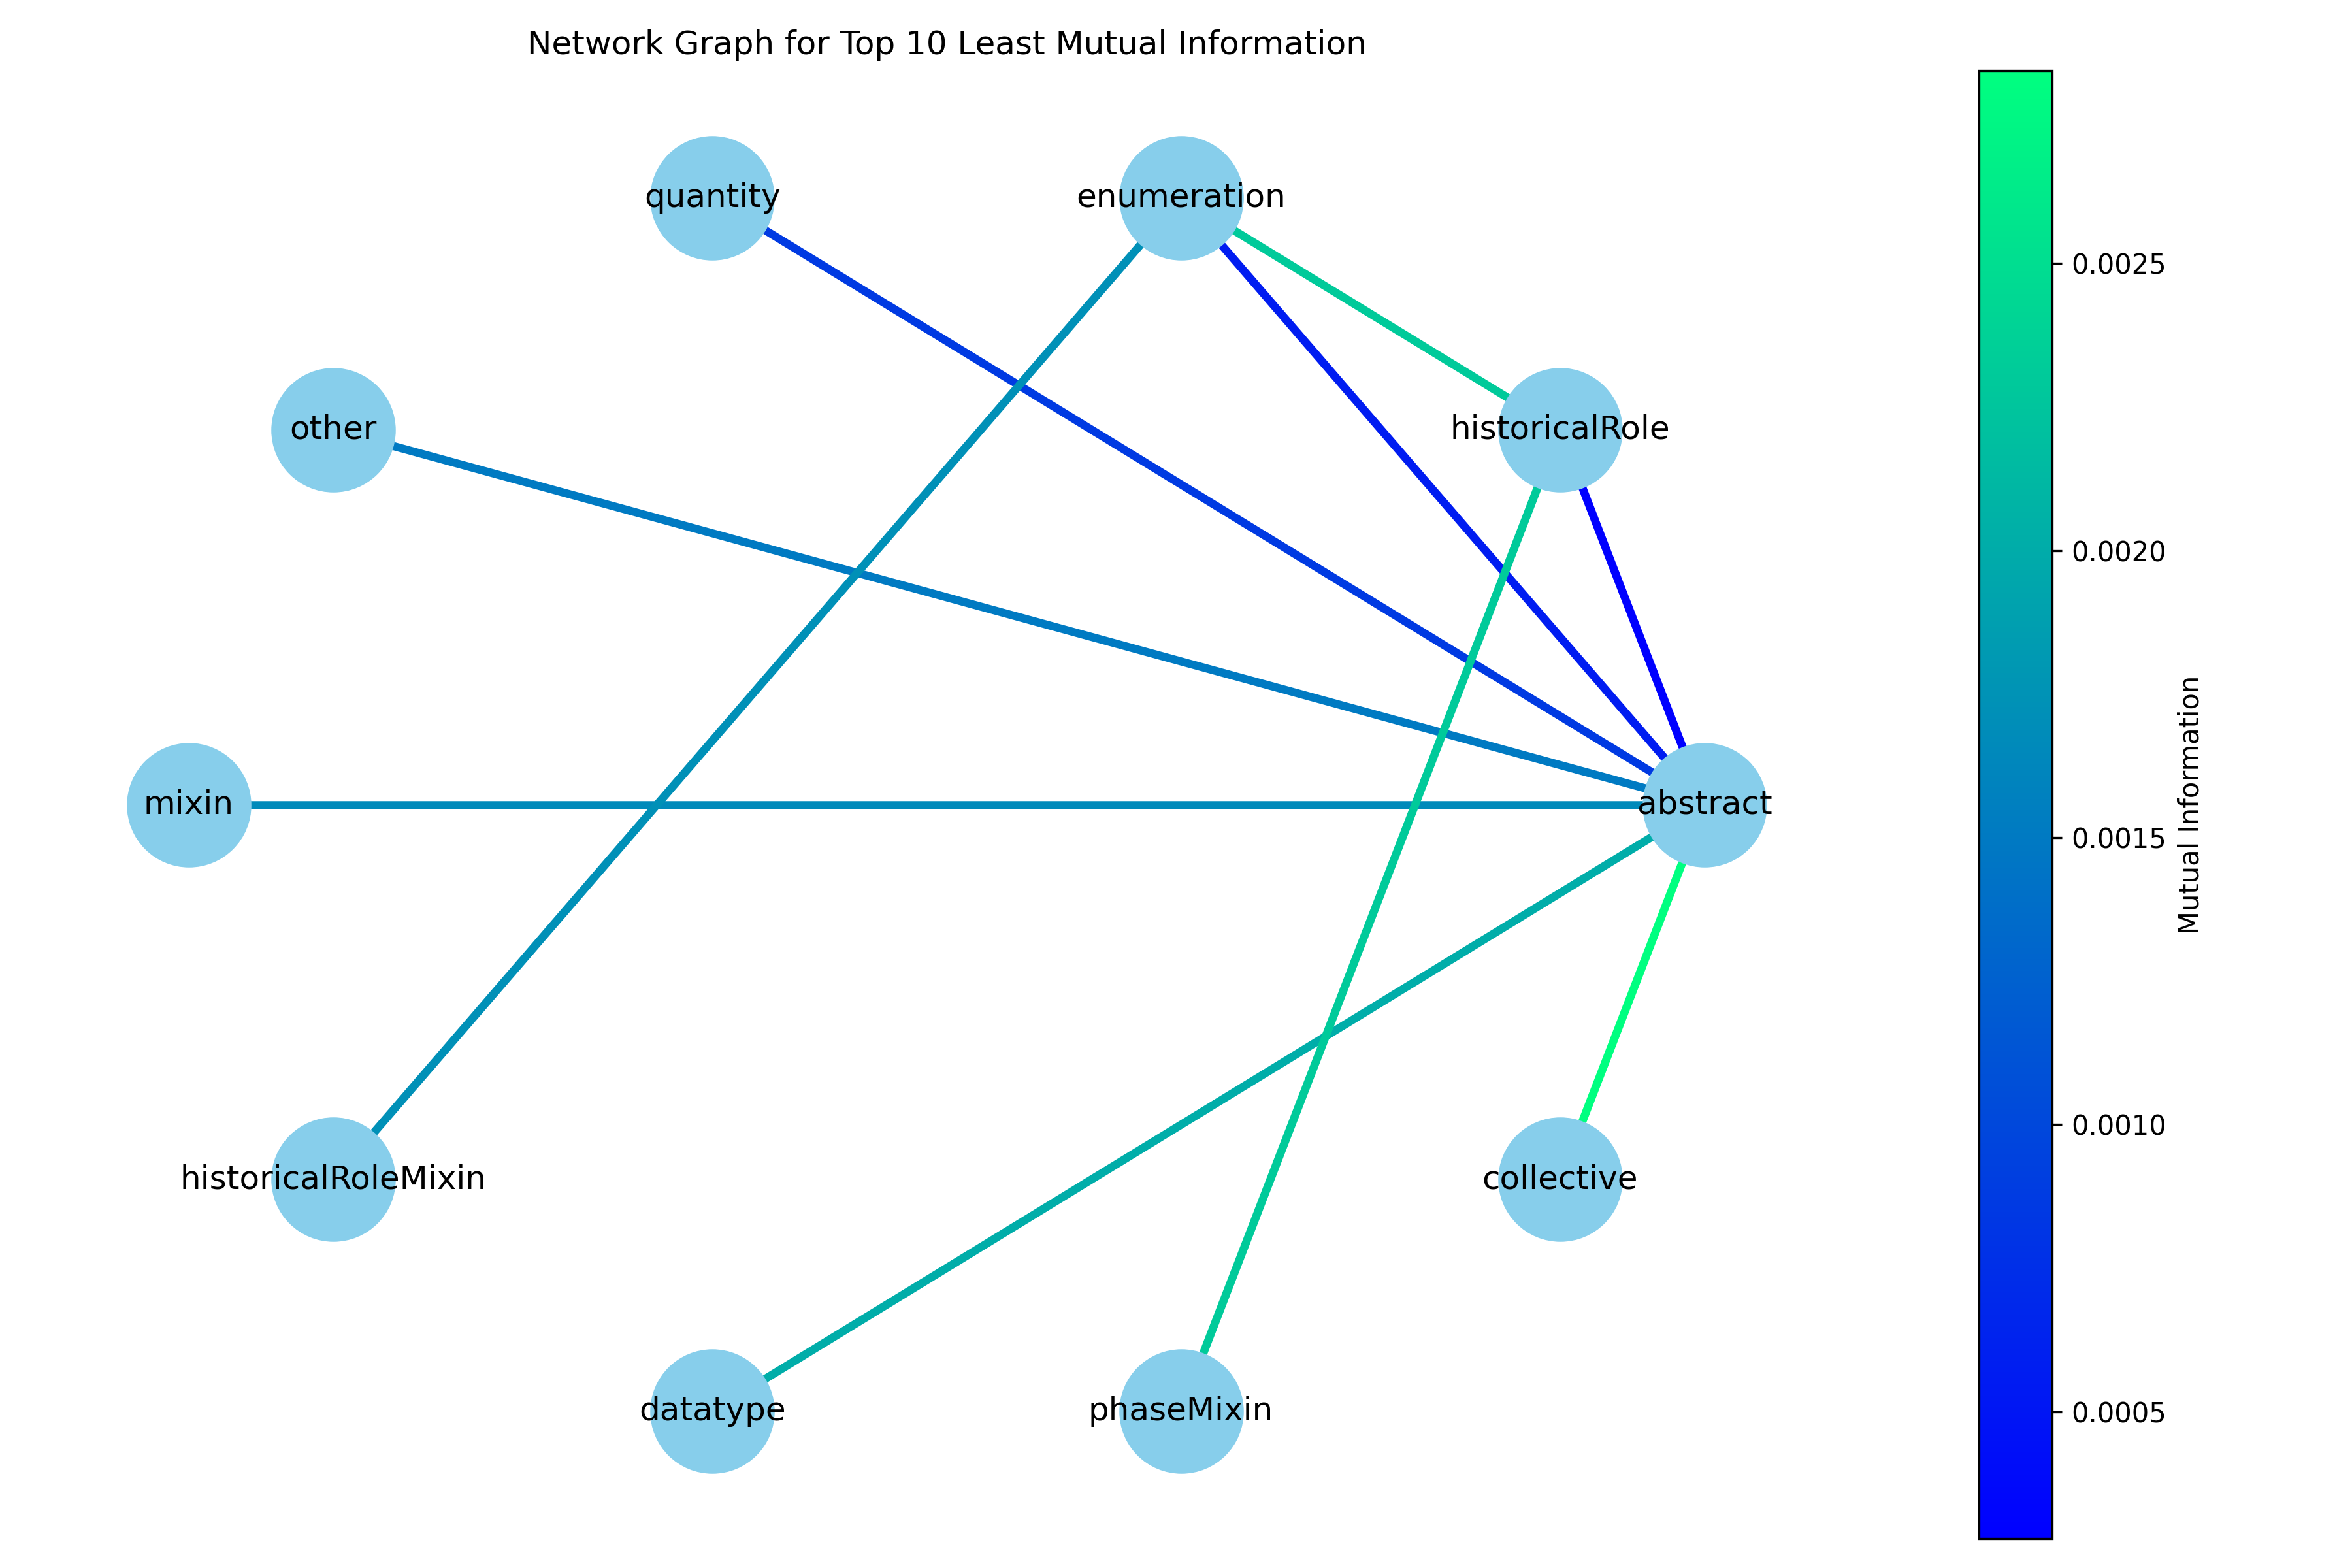 Network Graph for Top 10 Least Mutual Information
quantity
enumeration
other
historicalRole
mixin
abstract
historicalRoleMixin
collective
datatype
phaseMixin
0.0025
0.0020
0.0015
0.0010
0.0005
Mutual Information